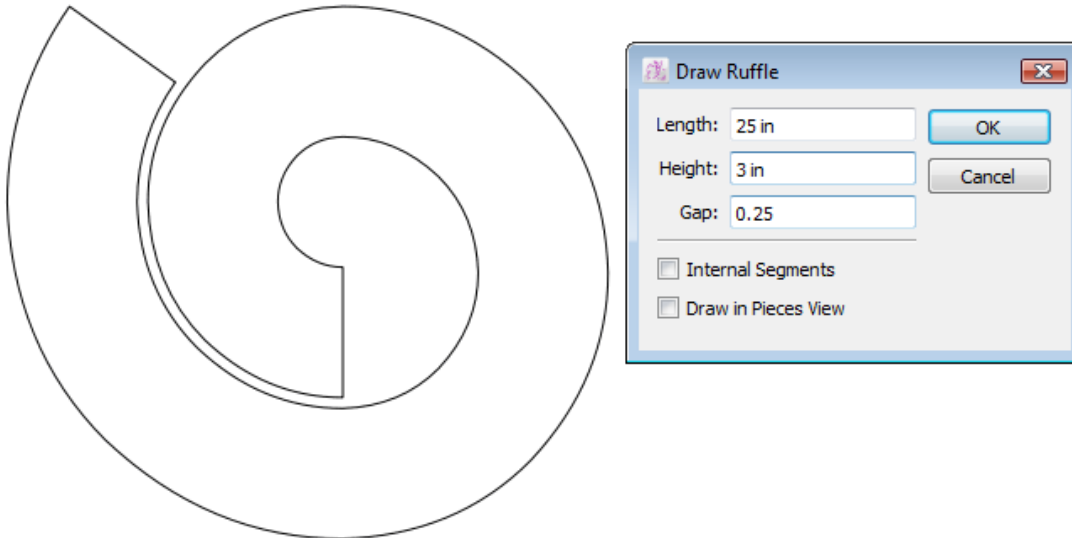 Draw Ruffle
Length: 25 in
OK
Height: 3 in
Cancel
Gap: 0.25
Internal Segments
Draw in Pieces View